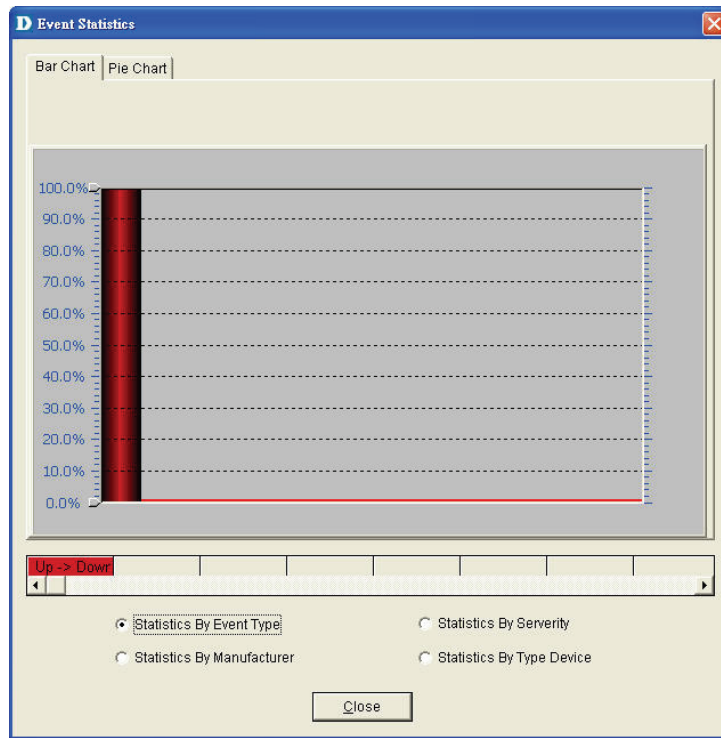 D Event Statistics
Bar Chart Pie Chart
100.0%
90.0%
80.0%
70.0%
60.0%
50.0%
40.0%
30.0%
20.0%
10.0%
0.0%
Up -> Dowr
Statistics By Event Type Statistics By Serverity
Statistics By Manufacturer Statistics By Type Device
Close